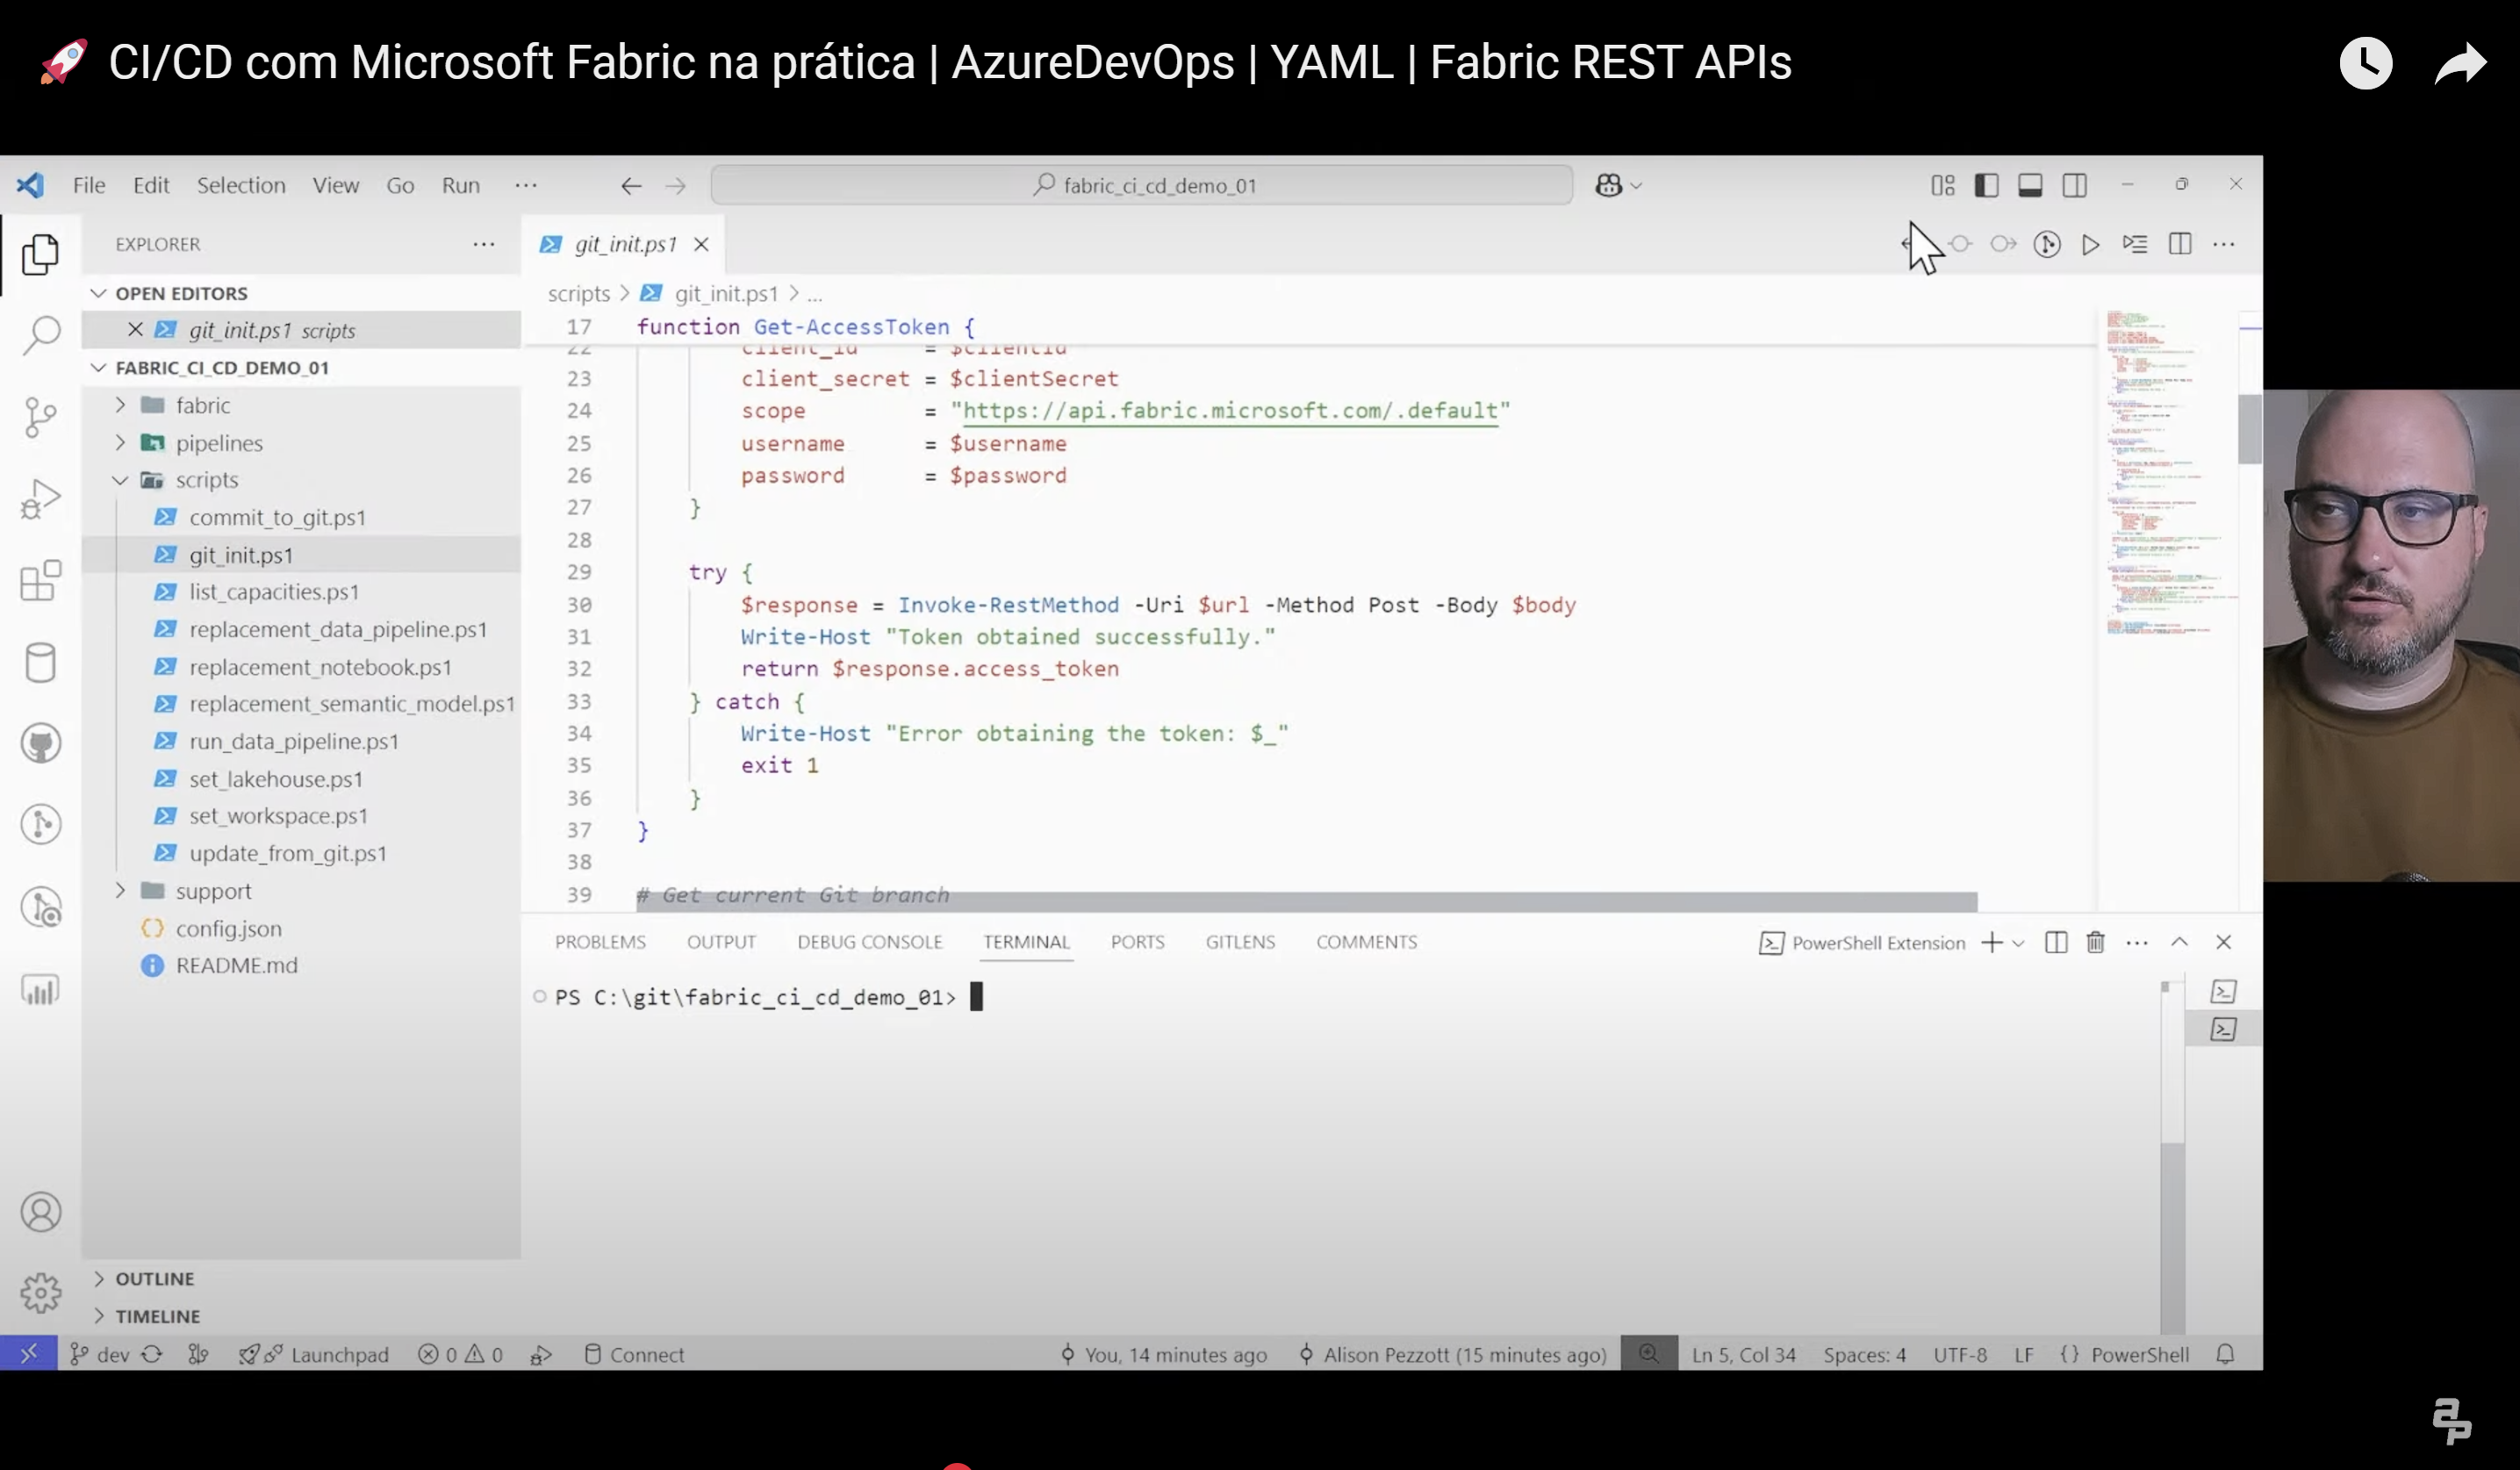 🚀 CI/CD com Microsoft Fabric na prática | AzureDevOps | YAML | Fabric REST APIs
File Edit Selection View Go Run ··· fabric_ci_cd_demo_01
EXPLORER ···
OPEN EDITORS
git_init.ps1 scripts
FABRIC_CI_CD_DEMO_01
fabric
pipelines
scripts
commit_to_git.ps1
git_init.ps1
list_capacities.ps1
replacement_data_pipeline.ps1
replacement_notebook.ps1
replacement_semantic_model.ps1
run_data_pipeline.ps1
set_lakehouse.ps1
set_workspace.ps1
update_from_git.ps1
support
config.json
README.md
OUTLINE
TIMELINE
git_init.ps1
scripts > git_init.ps1 > ...
17 function Get-AccessToken {
22 client_id = $clientId
23 client_secret = $clientSecret
24 scope = "https://api.fabric.microsoft.com/.default"
25 username = $username
26 password = $password
27 }
28
29 try {
30 $response = Invoke-RestMethod -Uri $url -Method Post -Body $body
31 Write-Host "Token obtained successfully."
32 return $response.access_token
33 } catch {
34 Write-Host "Error obtaining the token: $_"
35 exit 1
36 }
37 }
38
39 # Get current Git branch
PROBLEMS OUTPUT DEBUG CONSOLE TERMINAL PORTS GITLENS COMMENTS PowerShell Extension
PS C:\git\fabric_ci_cd_demo_01>
dev Launchpad 0 0 Connect You, 14 minutes ago Alison Pezzott (15 minutes ago) Ln 5, Col 34 Spaces: 4 UTF-8 LF {} PowerShell
ap